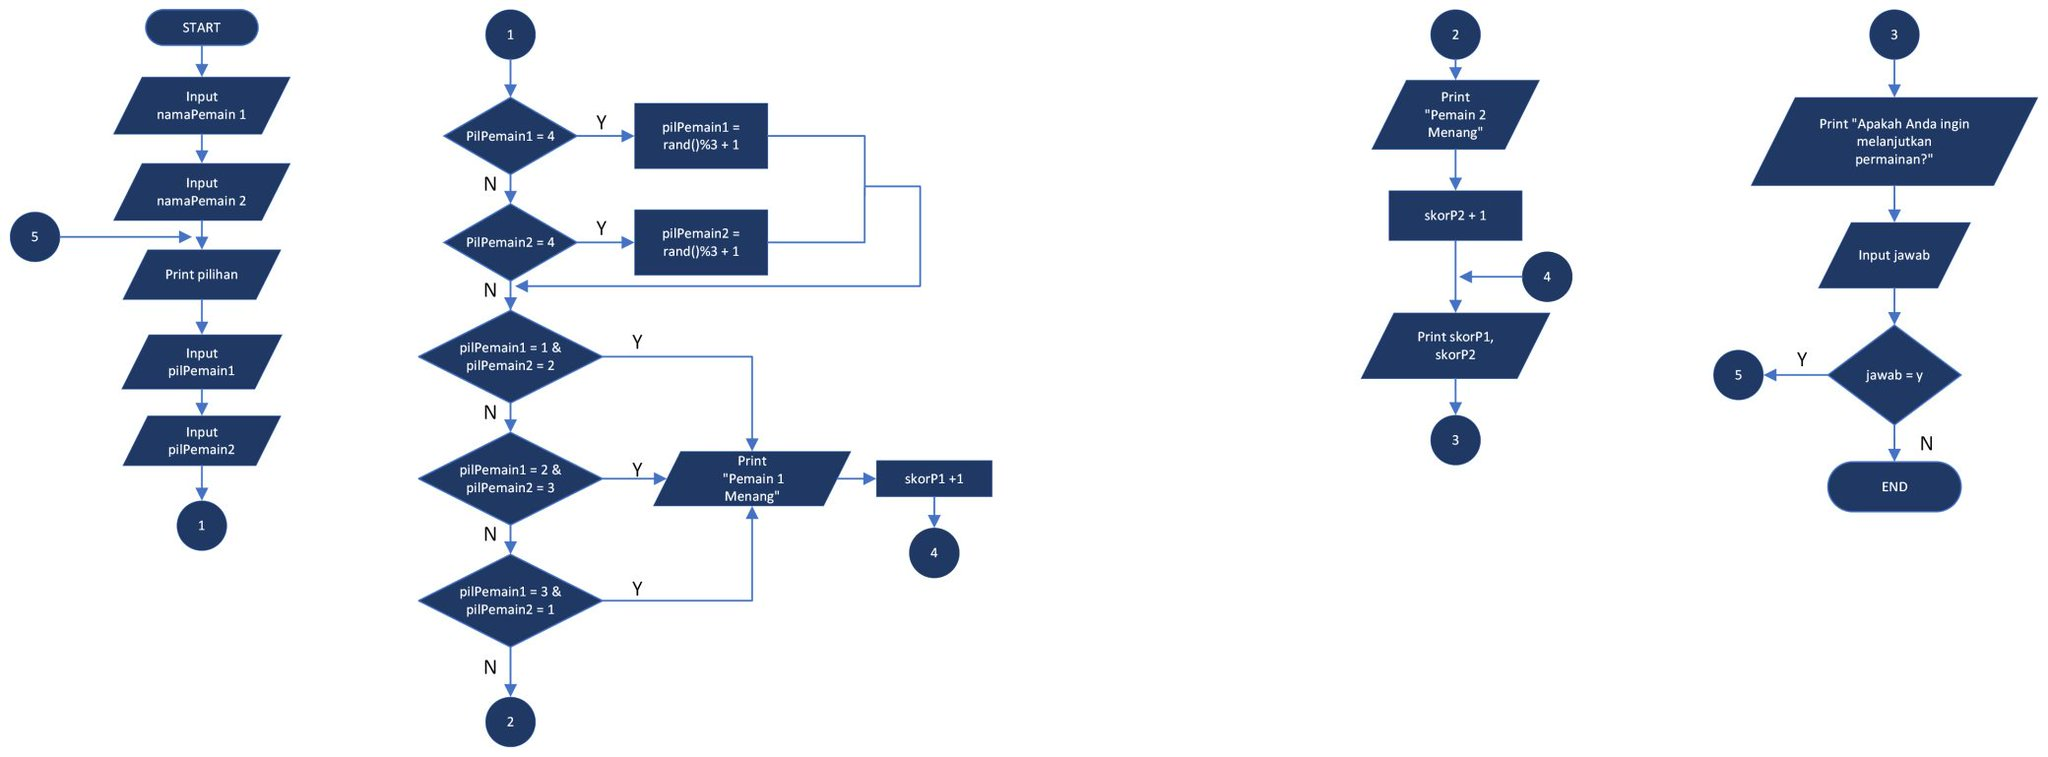 START
Input
namaPemain 1
Input
namaPemain 2
5
Print pilihan
Input
pilPemain1
Input
pilPemain2
1
1
PilPemain1 = 4
Y
pilPemain1 =
rand()%3 + 1
N
PilPemain2 = 4
Y
pilPemain2 =
rand()%3 + 1
N
pilPemain1 = 1 &
pilPemain2 = 2
Y
N
pilPemain1 = 2 &
pilPemain2 = 3
Y
Print
"Pemain 1
Menang"
skorP1 +1
4
N
pilPemain1 = 3 &
pilPemain2 = 1
Y
N
2
2
Print
"Pemain 2
Menang"
skorP2 + 1
4
Print skorP1,
skorP2
3
3
Print "Apakah Anda ingin
melanjutkan
permainan?"
Input jawab
jawab = y
Y
5
N
END